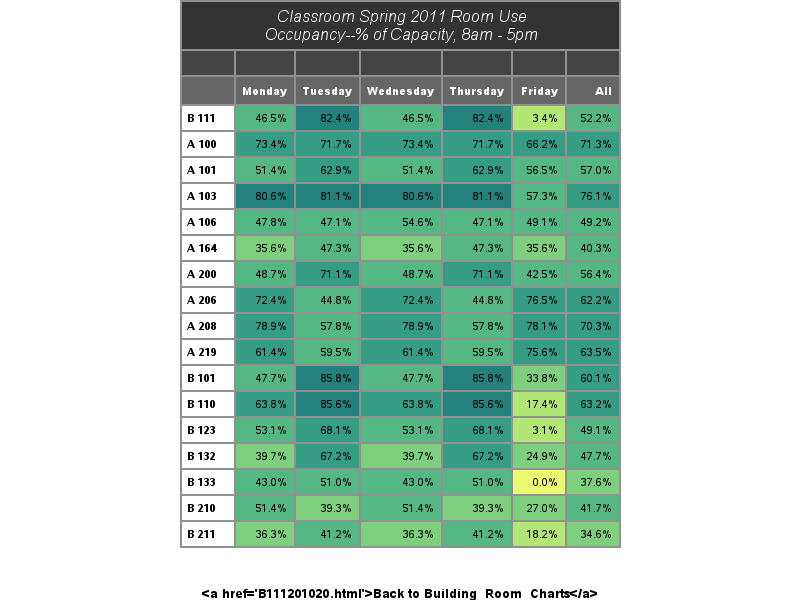 Classroom Spring 2011 Room Use
Occupancy--% of Capacity, 8am - 5pm
Monday Tuesday Wednesday Thursday Friday All
B 111 46.5% 82.4% 46.5% 82.4% 3.4% 52.2%
A 100 73.4% 71.7% 73.4% 71.7% 66.2% 71.3%
A 101 51.4% 62.9% 51.4% 62.9% 56.5% 57.0%
A 103 80.6% 81.1% 80.6% 81.1% 57.3% 76.1%
A 106 47.8% 47.1% 54.6% 47.1% 49.1% 49.2%
A 164 35.6% 47.3% 35.6% 47.3% 35.6% 40.3%
A 200 48.7% 71.1% 48.7% 71.1% 42.5% 56.4%
A 206 72.4% 44.8% 72.4% 44.8% 76.5% 62.2%
A 208 78.9% 57.8% 78.9% 57.8% 78.1% 70.3%
A 219 61.4% 59.5% 61.4% 59.5% 75.6% 63.5%
B 101 47.7% 85.8% 47.7% 85.8% 33.8% 60.1%
B 110 63.8% 85.6% 63.8% 85.6% 17.4% 63.2%
B 123 53.1% 68.1% 53.1% 68.1% 3.1% 49.1%
B 132 39.7% 67.2% 39.7% 67.2% 24.9% 47.7%
B 133 43.0% 51.0% 43.0% 51.0% 0.0% 37.6%
B 210 51.4% 39.3% 51.4% 39.3% 27.0% 41.7%
B 211 36.3% 41.2% 36.3% 41.2% 18.2% 34.6%
<a href='B111201020.html'>Back to Building_Room_Charts</a>